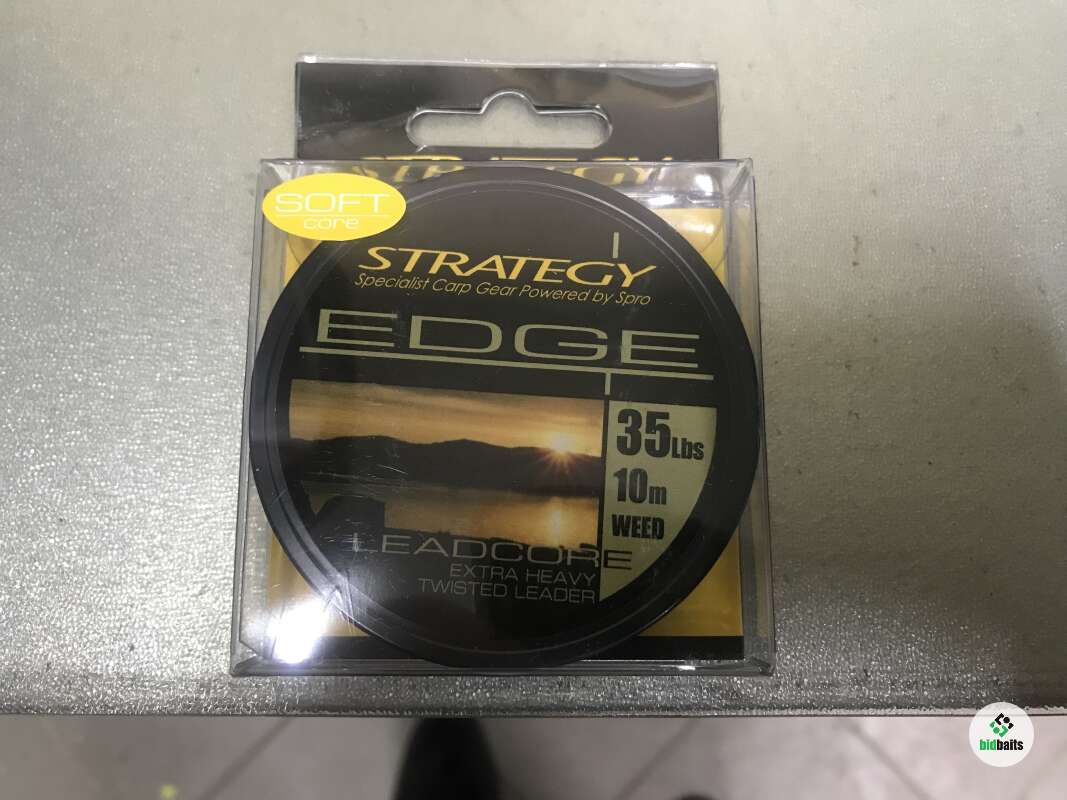 STRATEGY
SOFT
core
STRATEGY
Specialist Carp Gear Powered by Spro
EDGE
35Lbs
10m
WEED
LEADCORE
EXTRA HEAVY
TWISTED LEADER
bidbaits